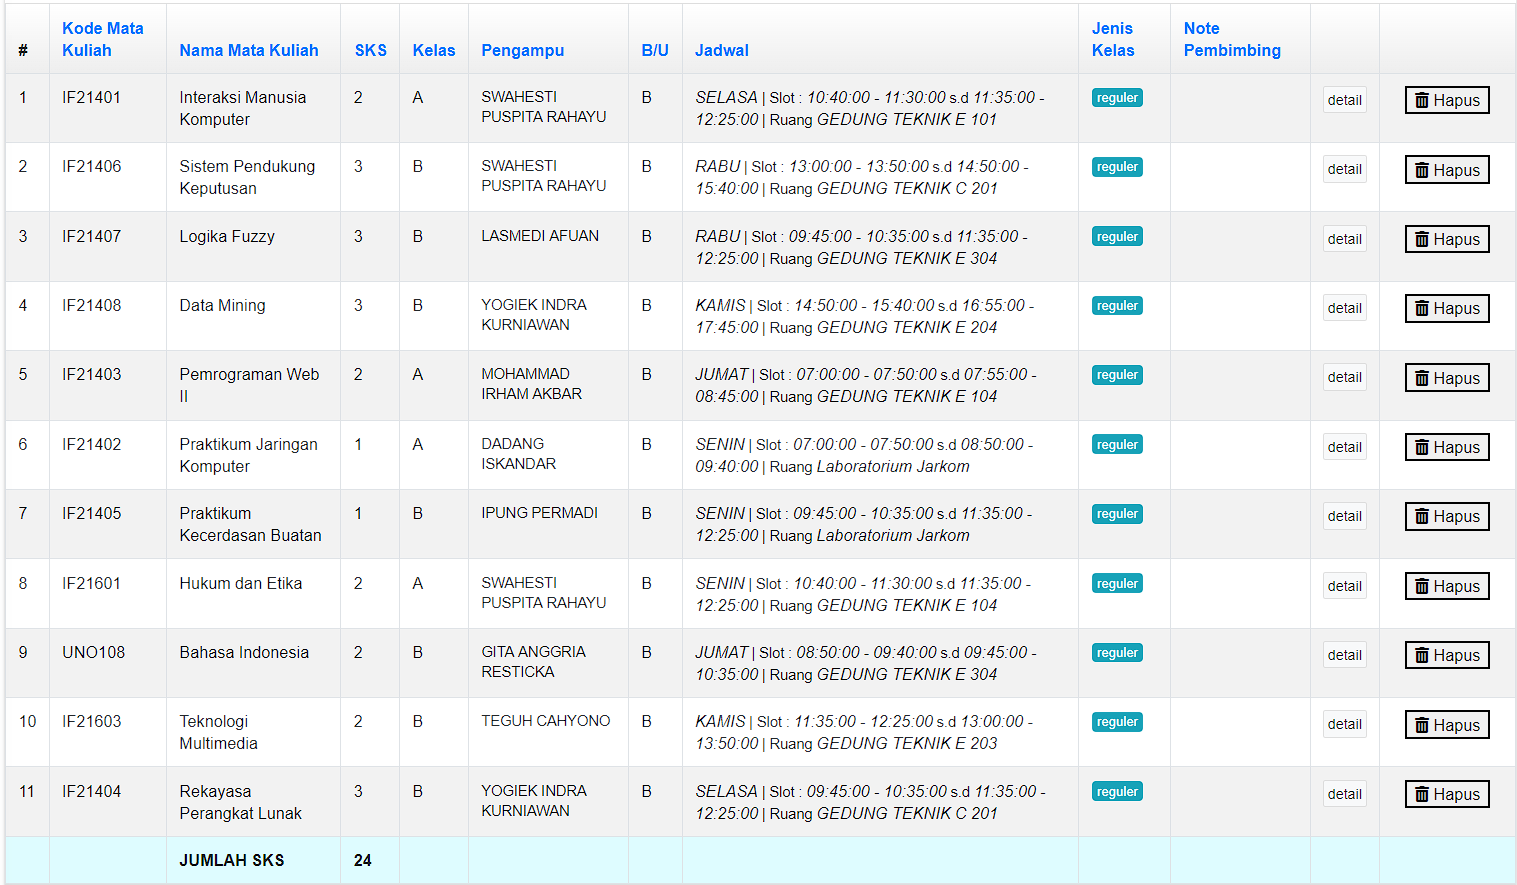 # Kode Mata Kuliah Nama Mata Kuliah SKS Kelas Pengampu B/U Jadwal Jenis Kelas Note Pembimbing
1 IF21401 Interaksi Manusia Komputer 2 A SWAHESTI PUSPITA RAHAYU B SELASA | Slot : 10:40:00 - 11:30:00 s.d 11:35:00 - 12:25:00 | Ruang GEDUNG TEKNIK E 101 reguler detail Hapus
2 IF21406 Sistem Pendukung Keputusan 3 B SWAHESTI PUSPITA RAHAYU B RABU | Slot : 13:00:00 - 13:50:00 s.d 14:50:00 - 15:40:00 | Ruang GEDUNG TEKNIK C 201 reguler detail Hapus
3 IF21407 Logika Fuzzy 3 B LASMEDI AFUAN B RABU | Slot : 09:45:00 - 10:35:00 s.d 11:35:00 - 12:25:00 | Ruang GEDUNG TEKNIK E 304 reguler detail Hapus
4 IF21408 Data Mining 3 B YOGIEK INDRA KURNIAWAN B KAMIS | Slot : 14:50:00 - 15:40:00 s.d 16:55:00 - 17:45:00 | Ruang GEDUNG TEKNIK E 204 reguler detail Hapus
5 IF21403 Pemrograman Web II 2 A MOHAMMAD IRHAM AKBAR B JUMAT | Slot : 07:00:00 - 07:50:00 s.d 07:55:00 - 08:45:00 | Ruang GEDUNG TEKNIK E 104 reguler detail Hapus
6 IF21402 Praktikum Jaringan Komputer 1 A DADANG ISKANDAR B SENIN | Slot : 07:00:00 - 07:50:00 s.d 08:50:00 - 09:40:00 | Ruang Laboratorium Jarkom reguler detail Hapus
7 IF21405 Praktikum Kecerdasan Buatan 1 B IPUNG PERMADI B SENIN | Slot : 09:45:00 - 10:35:00 s.d 11:35:00 - 12:25:00 | Ruang Laboratorium Jarkom reguler detail Hapus
8 IF21601 Hukum dan Etika 2 A SWAHESTI PUSPITA RAHAYU B SENIN | Slot : 10:40:00 - 11:30:00 s.d 11:35:00 - 12:25:00 | Ruang GEDUNG TEKNIK E 104 reguler detail Hapus
9 UNO108 Bahasa Indonesia 2 B GITA ANGGRIA RESTICKA B JUMAT | Slot : 08:50:00 - 09:40:00 s.d 09:45:00 - 10:35:00 | Ruang GEDUNG TEKNIK E 304 reguler detail Hapus
10 IF21603 Teknologi Multimedia 2 B TEGUH CAHYONO B KAMIS | Slot : 11:35:00 - 12:25:00 s.d 13:00:00 - 13:50:00 | Ruang GEDUNG TEKNIK E 203 reguler detail Hapus
11 IF21404 Rekayasa Perangkat Lunak 3 B YOGIEK INDRA KURNIAWAN B SELASA | Slot : 09:45:00 - 10:35:00 s.d 11:35:00 - 12:25:00 | Ruang GEDUNG TEKNIK C 201 reguler detail Hapus
JUMLAH SKS 24